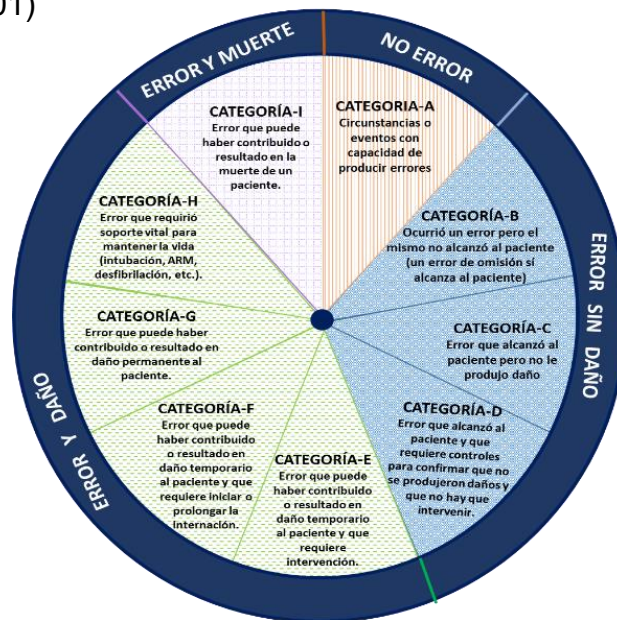 01)
ERROR Y MUERTE
NO ERROR
CATEGORÍA-I
Error que puede
haber contribuido o
resultado en la
muerte de un
paciente.
CATEGORIA-A
Circunstancias o
eventos con
capacidad de
producir errores
CATEGORÍA-H
Error que requirió
soporte vital para
mantener la vida
(intubación, ARM,
desfibrilación, etc.).
CATEGORÍA-B
Ocurrió un error pero el
mismo no alcanzó al paciente
(un error de omisión sí
alcanza al paciente)
ERROR SIN DAÑO
CATEGORÍA-G
Error que puede haber
contribuido o resultado en
daño permanente al
paciente.
CATEGORÍA-C
Error que alcanzó al
paciente pero no le
produjo daño
ERROR Y DAÑO
CATEGORÍA-F
Error que puede
haber contribuido
o resultado en
daño temporario
al paciente y que
requiere iniciar o
prolongar la
Internación.
CATEGORÍA-E
Error que puede
haber contribuido
o resultado en
daño temporario
al paciente y que
requiere
intervención.
CATEGORÍA-D
Error que alcanzó al
paciente y que
requiere controles
para confirmar que no
se produjeron daños y
que no hay que
intervenir.